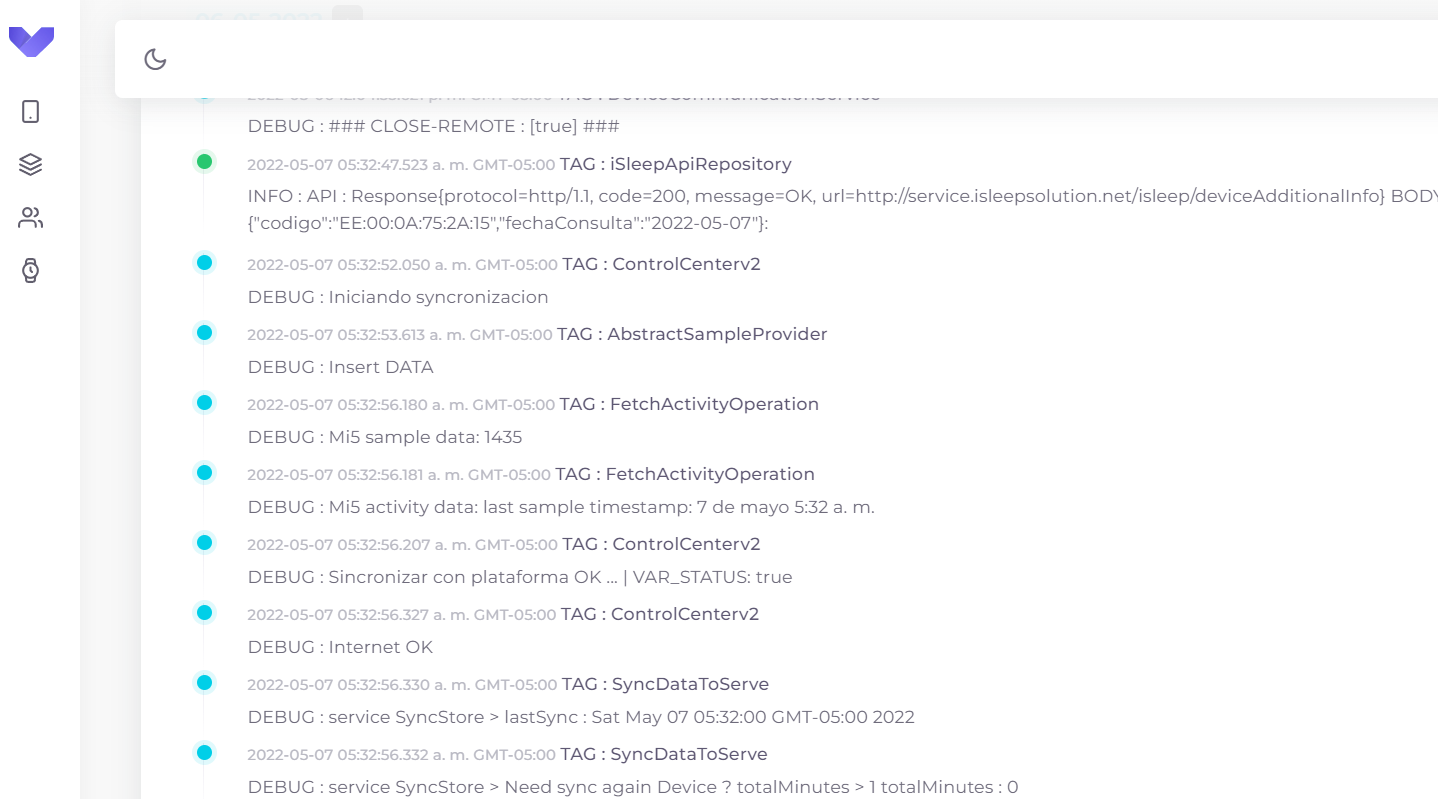 DEBUG : ### CLOSE-REMOTE : [true] ###
2022-05-07 05:32:47.523 a. m. GMT-05:00 TAG : iSleepApiRepository
INFO : API : Response{protocol=http/1.1, code=200, message=OK, url=http://service.isleepsolution.net/isleep/deviceAdditionalInfo} BODY
{"codigo":"EE:00:0A:75:2A:15","fechaConsulta":"2022-05-07"}:
2022-05-07 05:32:52.050 a. m. GMT-05:00 TAG : ControlCenterv2
DEBUG : Iniciando syncronizacion
2022-05-07 05:32:53.613 a. m. GMT-05:00 TAG : AbstractSampleProvider
DEBUG : Insert DATA
2022-05-07 05:32:56.180 a. m. GMT-05:00 TAG : FetchActivityOperation
DEBUG : Mi5 sample data: 1435
2022-05-07 05:32:56.181 a. m. GMT-05:00 TAG : FetchActivityOperation
DEBUG : Mi5 activity data: last sample timestamp: 7 de mayo 5:32 a. m.
2022-05-07 05:32:56.207 a. m. GMT-05:00 TAG : ControlCenterv2
DEBUG : Sincronizar con plataforma OK ... | VAR_STATUS: true
2022-05-07 05:32:56.327 a. m. GMT-05:00 TAG : ControlCenterv2
DEBUG : Internet OK
2022-05-07 05:32:56.330 a. m. GMT-05:00 TAG : SyncDataToServe
DEBUG : service SyncStore > lastSync : Sat May 07 05:32:00 GMT-05:00 2022
2022-05-07 05:32:56.332 a. m. GMT-05:00 TAG : SyncDataToServe
DEBUG : service SyncStore > Need sync again Device ? totalMinutes > 1 totalMinutes : 0